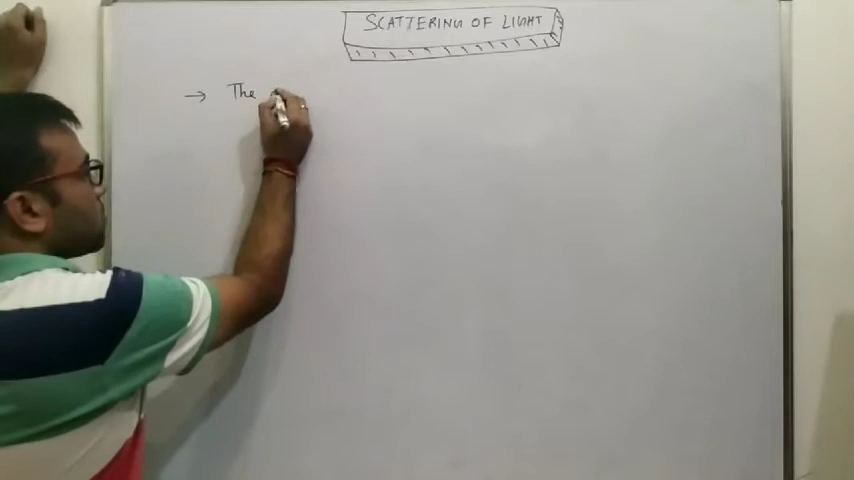 SCATTERING OF LIGHT
→ The